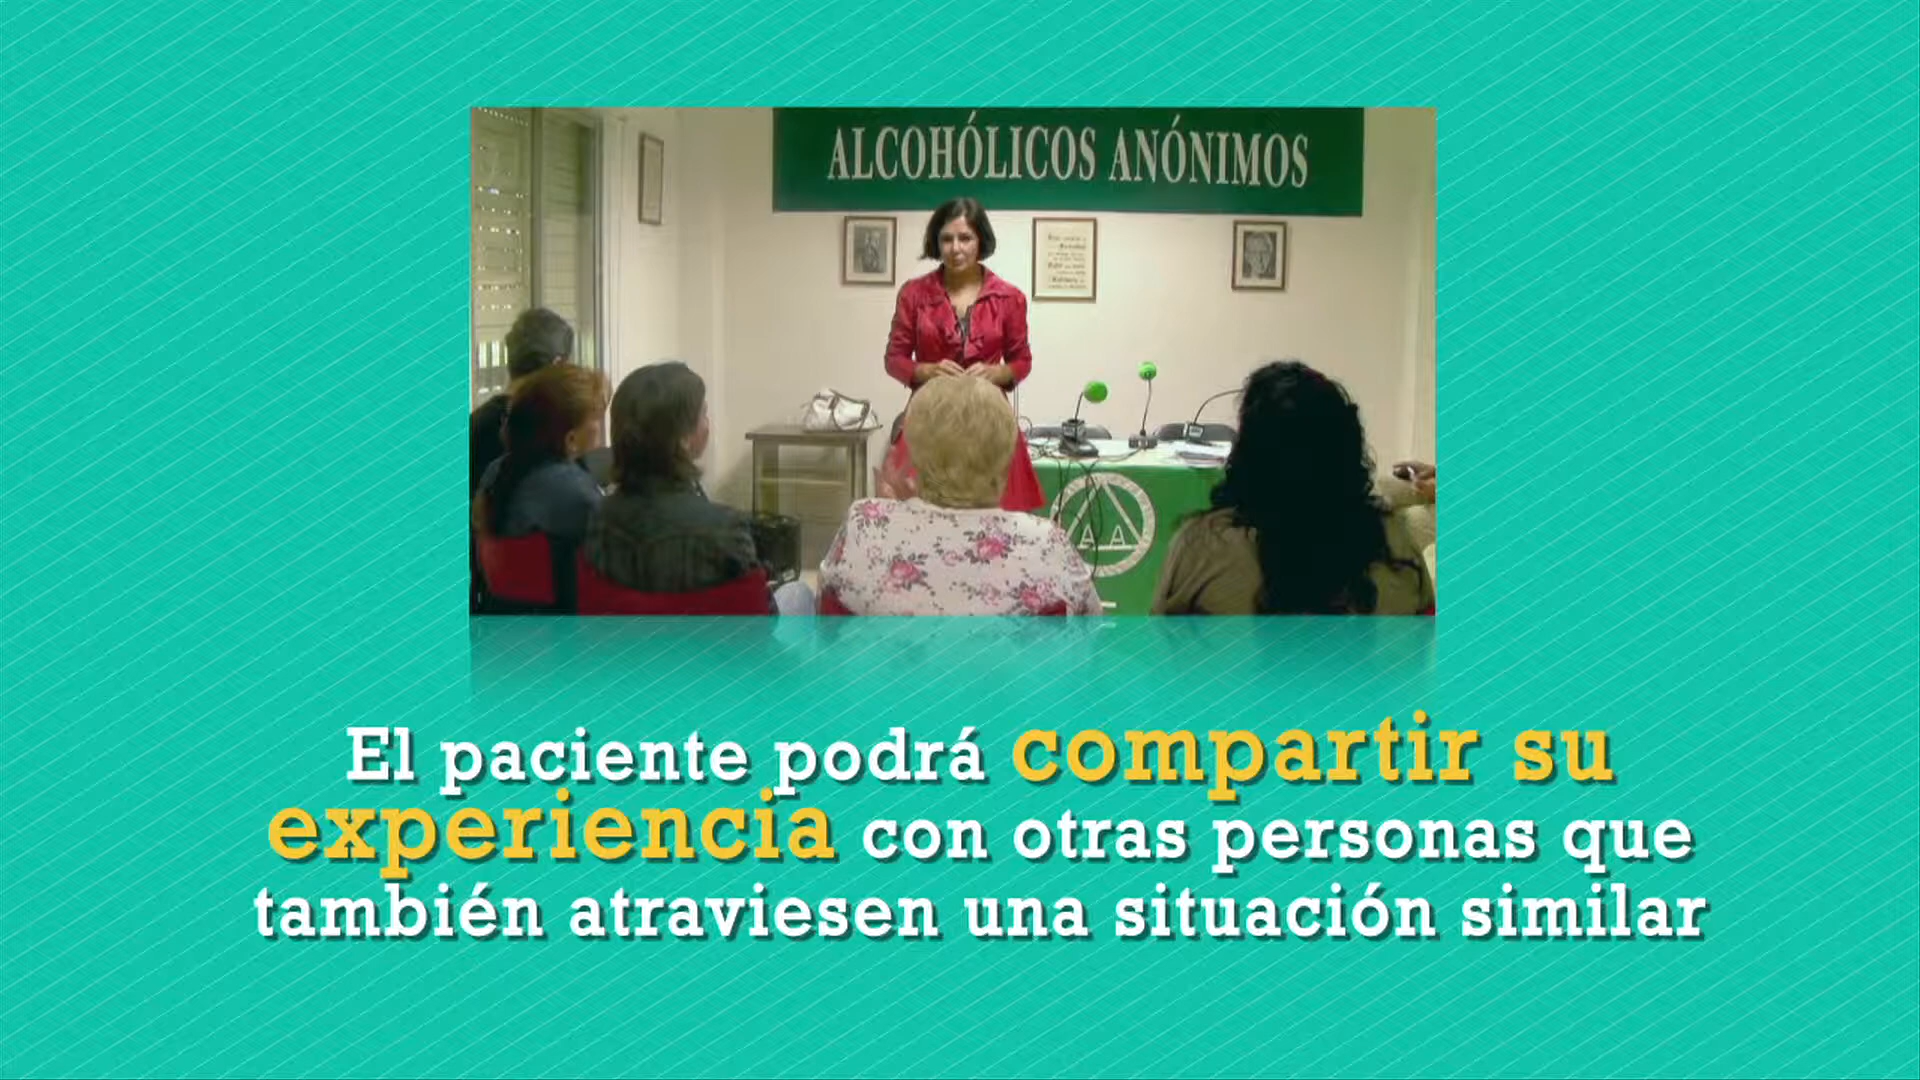 ALCOHÓLICOS ANÓNIMOS
A A
El paciente podrá compartir su
experiencia con otras personas que
también atraviesen una situación similar